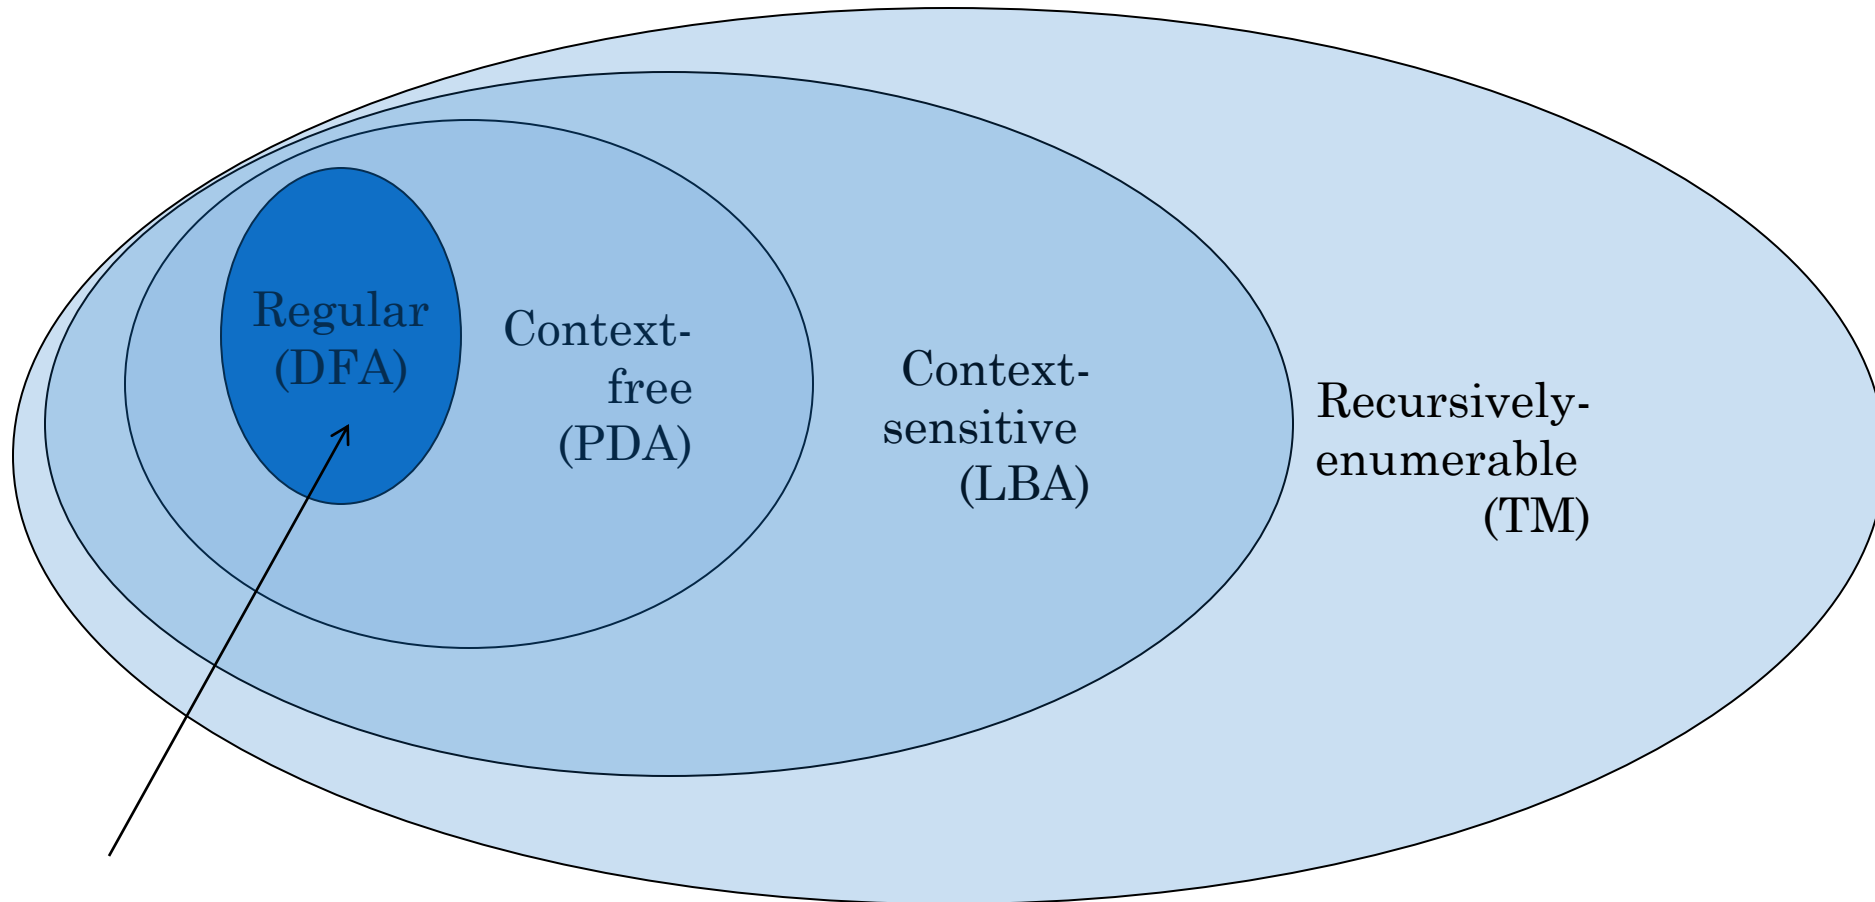 Regular
(DFA)
Context-
free
(PDA)
Context-
sensitive
(LBA)
Recursively-
enumerable
(TM)